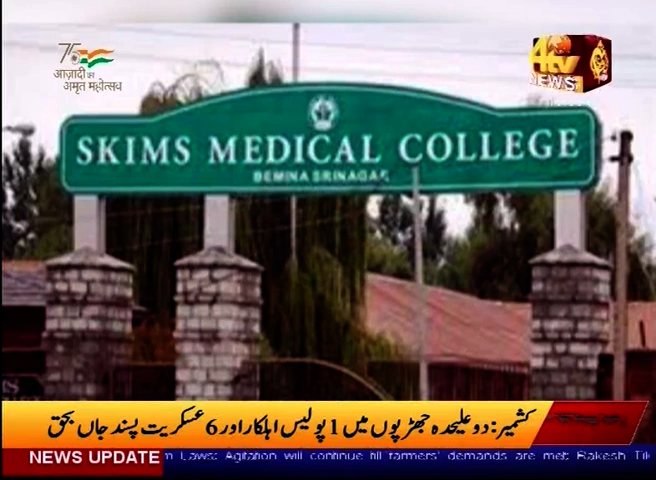 75
आज़ादी का
अमृत महोत्सव
4tv
NEWS
SKIMS MEDICAL COLLEGE
BEMINA SRINAGAR
کشمیر: دو علیحدہ جھڑپوں میں 1 پولیس اہلکار اور 6 عسکریت پسند جاں بحق
NEWS UPDATE
m Laws: Agitation will continue till farmers' demands are met: Rakesh Tik